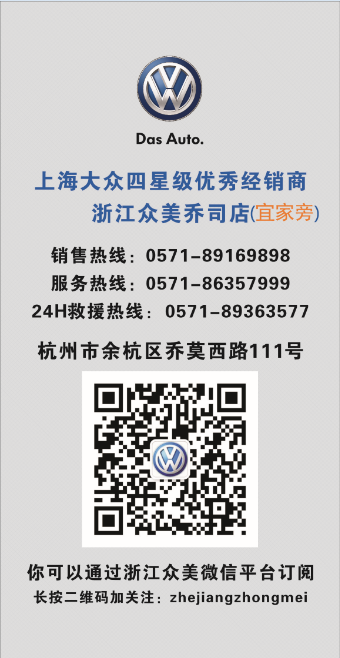 Das Auto.
上海大众四星级优秀经销商
浙江众美乔司店(宜家旁)
销售热线：0571-89169898
服务热线：0571-86357999
24H救援热线：0571-89363577
杭州市余杭区乔莫西路111号
你可以通过浙江众美微信平台订阅
长按二维码加关注：zhejiangzhongmei